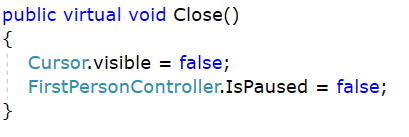 public virtual void Close()
{
Cursor.visible = false;
FirstPersonController.IsPaused = false;
}